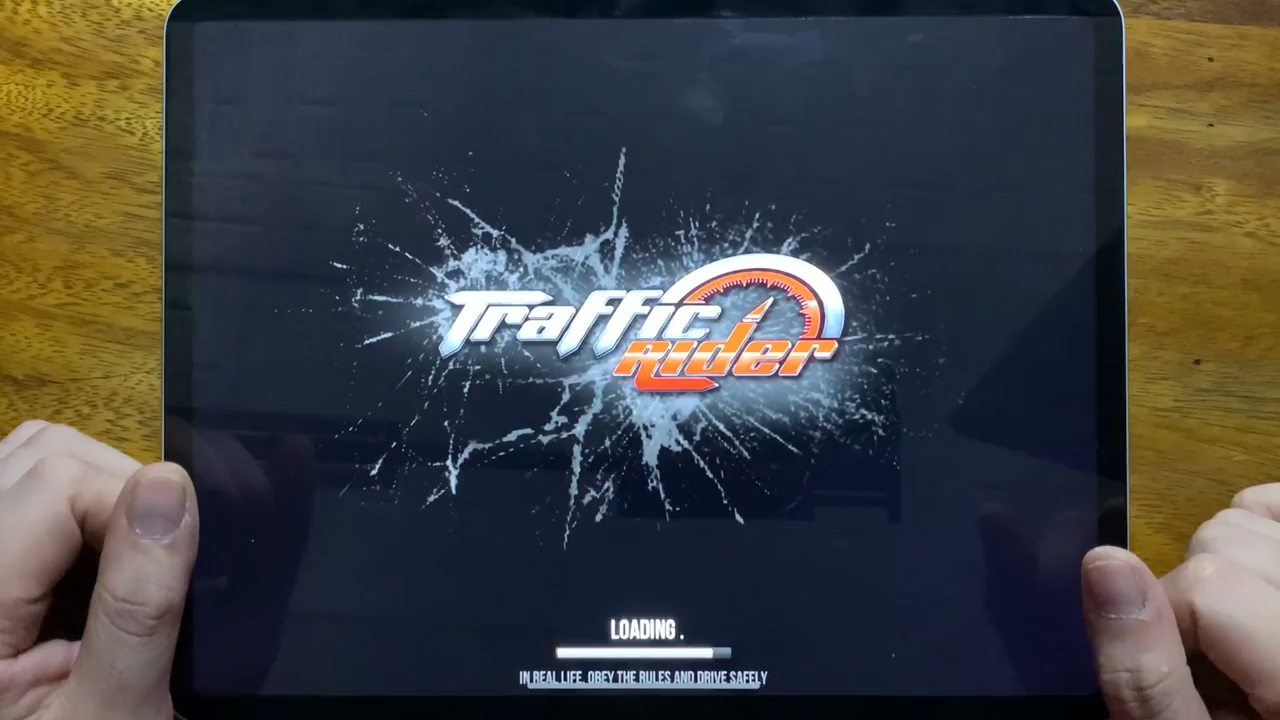 Traffic
Rider
LOADING .
IN REAL LIFE, OBEY THE RULES AND DRIVE SAFELY